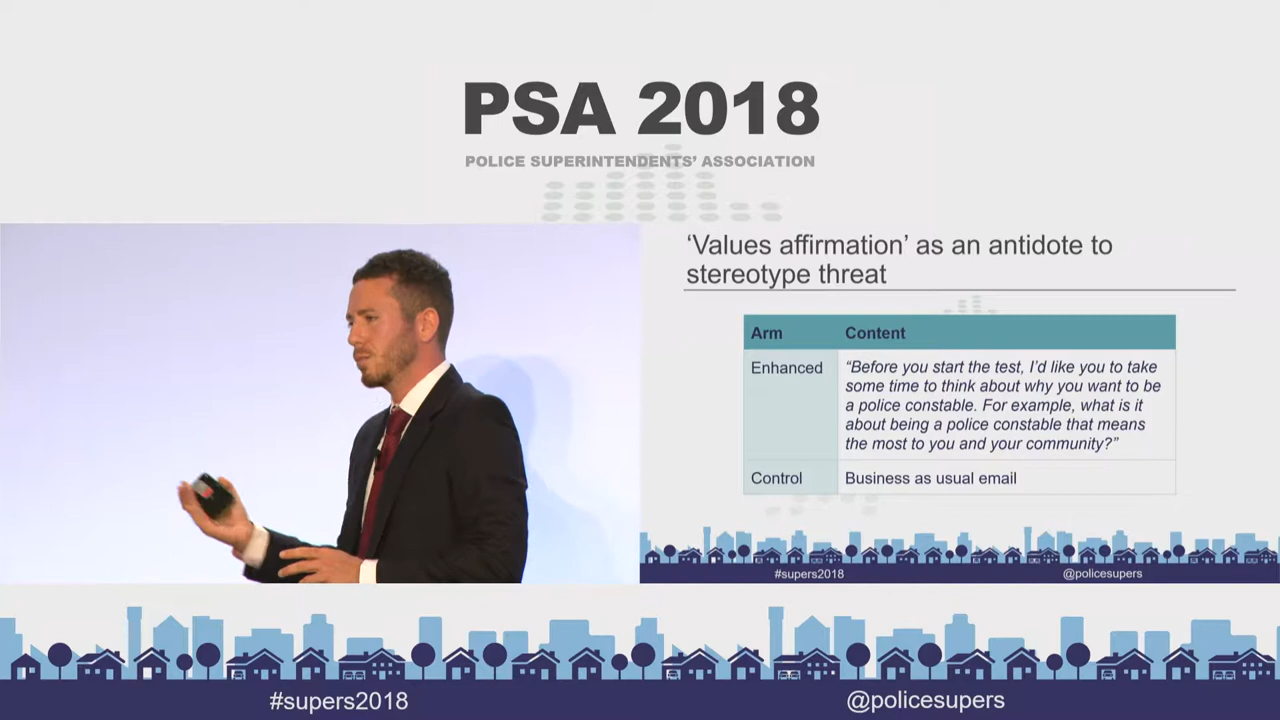 PSA 2018
POLICE SUPERINTENDENTS’ ASSOCIATION
‘Values affirmation’ as an antidote to
stereotype threat
Arm Content
Enhanced “Before you start the test, I’d like you to take
some time to think about why you want to be
a police constable. For example, what is it
about being a police constable that means
the most to you and your community?”
Control Business as usual email
#supers2018 @policesupers
#supers2018 @policesupers